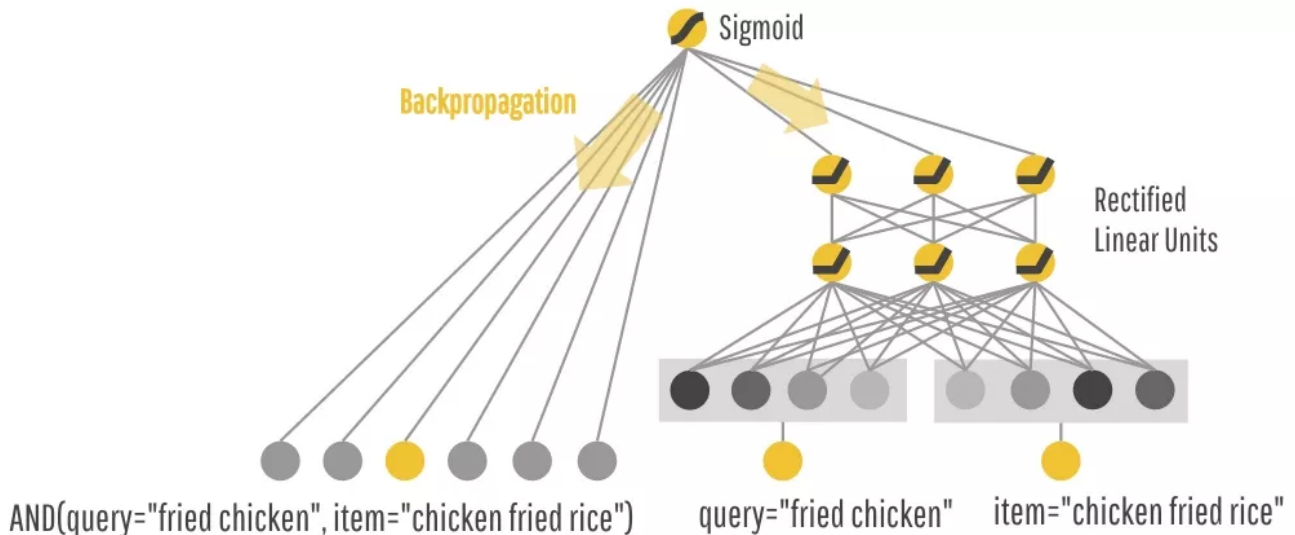 Sigmoid
Backpropagation
Rectified
Linear Units
AND(query="fried chicken", item="chicken fried rice")
query="fried chicken"
item="chicken fried rice"